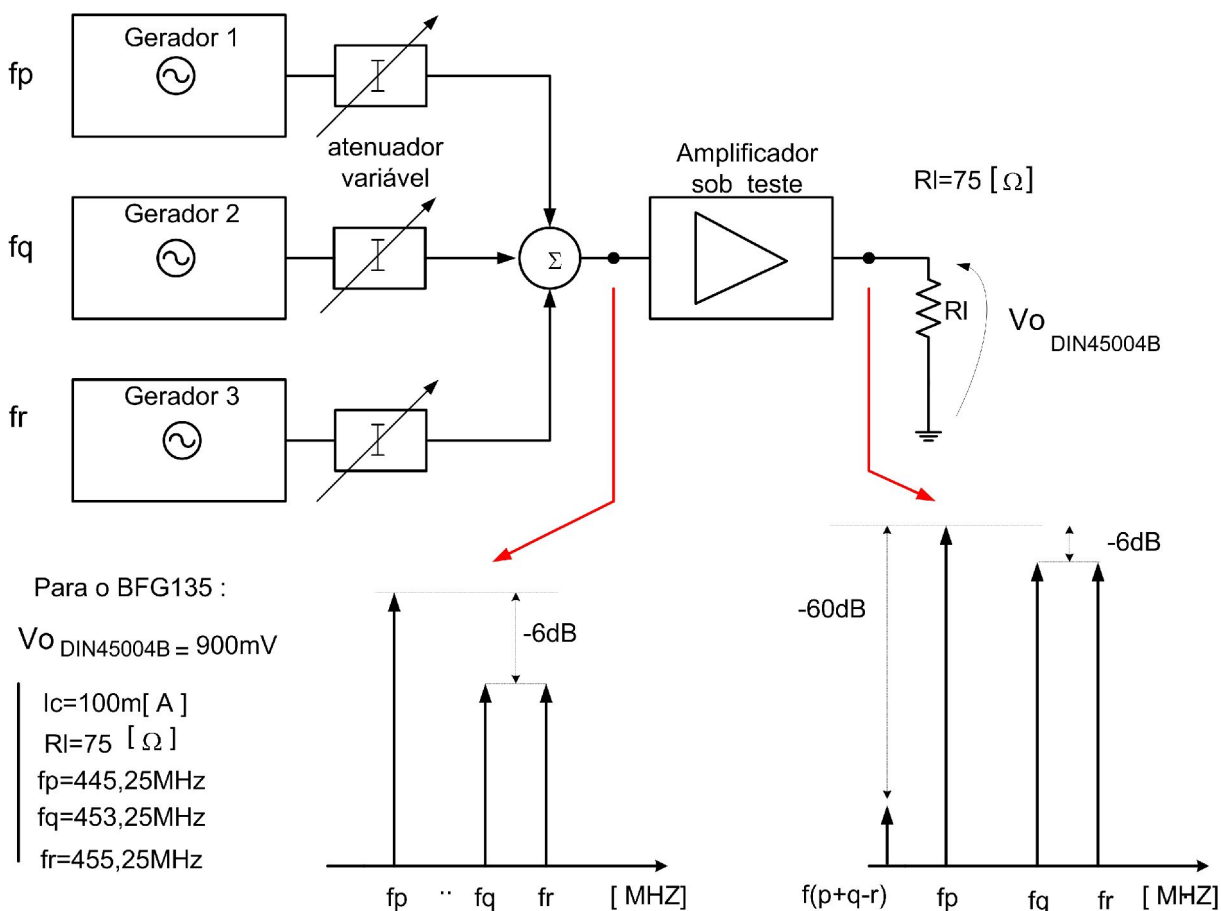 Gerador 1
fp
atenuador
variável
Gerador 2
fq
Gerador 3
fr
I
I
I
Σ
Amplificador
sob teste
Rl=75 [ Ω ]
Rl
Vo DIN45004B
Para o BFG135 :
Vo DIN45004B = 900mV
Ic=100m[ A ]
Rl=75 [ Ω ]
fp=445,25MHz
fq=453,25MHz
fr=455,25MHz
-6dB
fp .. fq fr [ MHZ ]
-6dB
-60dB
f(p+q-r) fp fq fr [ MHz ]